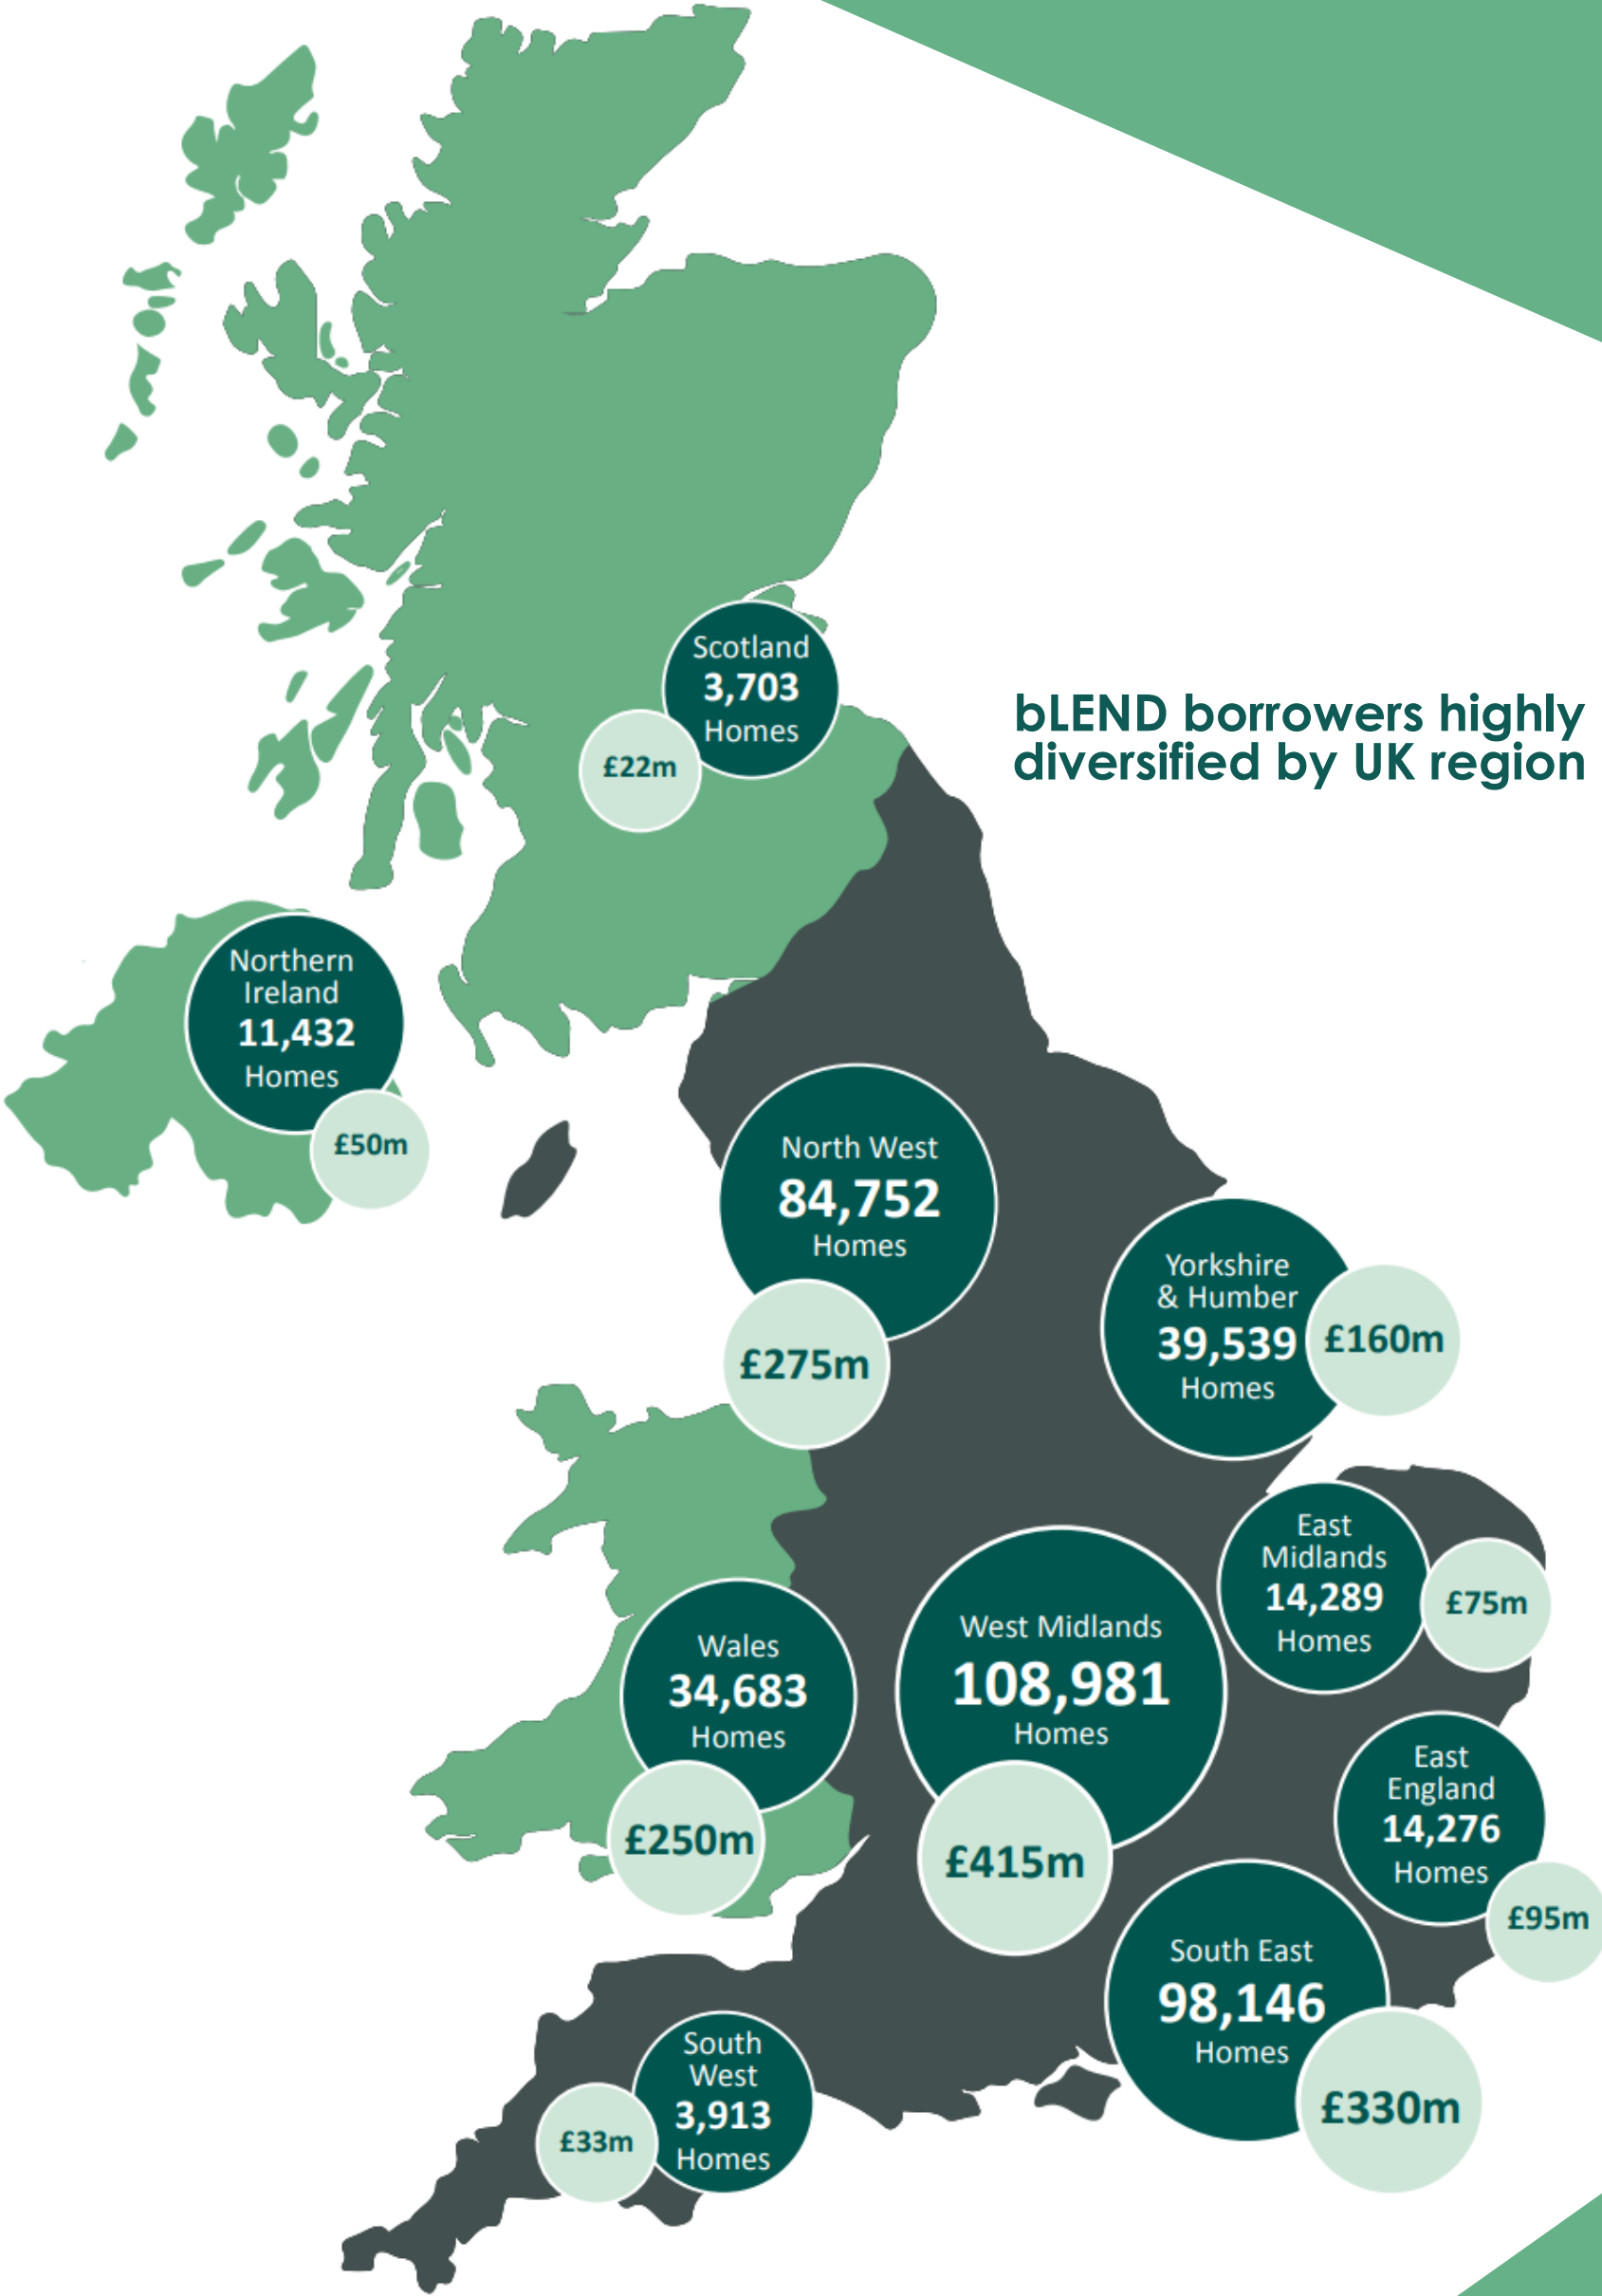 Scotland
3,703
Homes
£22m
bLEND borrowers highly
diversified by UK region
Northern
Ireland
11,432
Homes
£50m
North West
84,752
Homes
£275m
Yorkshire
& Humber
39,539
Homes
£160m
East
Midlands
14,289
Homes
£75m
West Midlands
108,981
Homes
£415m
Wales
34,683
Homes
£250m
East
England
14,276
Homes
£95m
South East
98,146
Homes
£330m
South
West
3,913
Homes
£33m